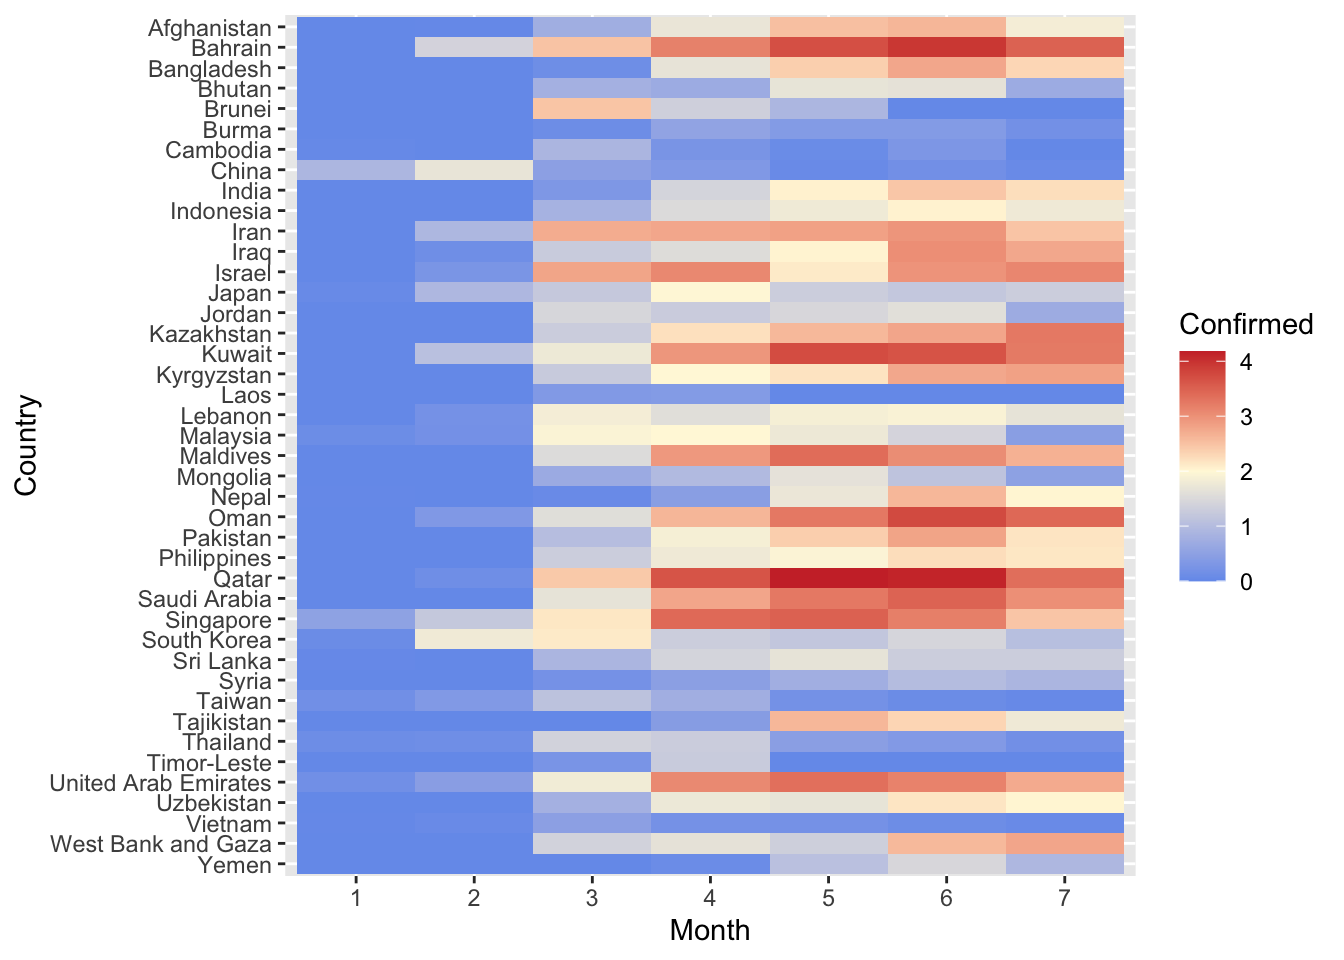 Country
Afghanistan
Bahrain
Bangladesh
Bhutan
Brunei
Burma
Cambodia
China
India
Indonesia
Iran
Iraq
Israel
Japan
Jordan
Kazakhstan
Kuwait
Kyrgyzstan
Laos
Lebanon
Malaysia
Maldives
Mongolia
Nepal
Oman
Pakistan
Philippines
Qatar
Saudi Arabia
Singapore
South Korea
Sri Lanka
Syria
Taiwan
Tajikistan
Thailand
Timor-Leste
United Arab Emirates
Uzbekistan
Vietnam
West Bank and Gaza
Yemen
1 2 3 4 5 6 7
Month
Confirmed
4
3
2
1
0